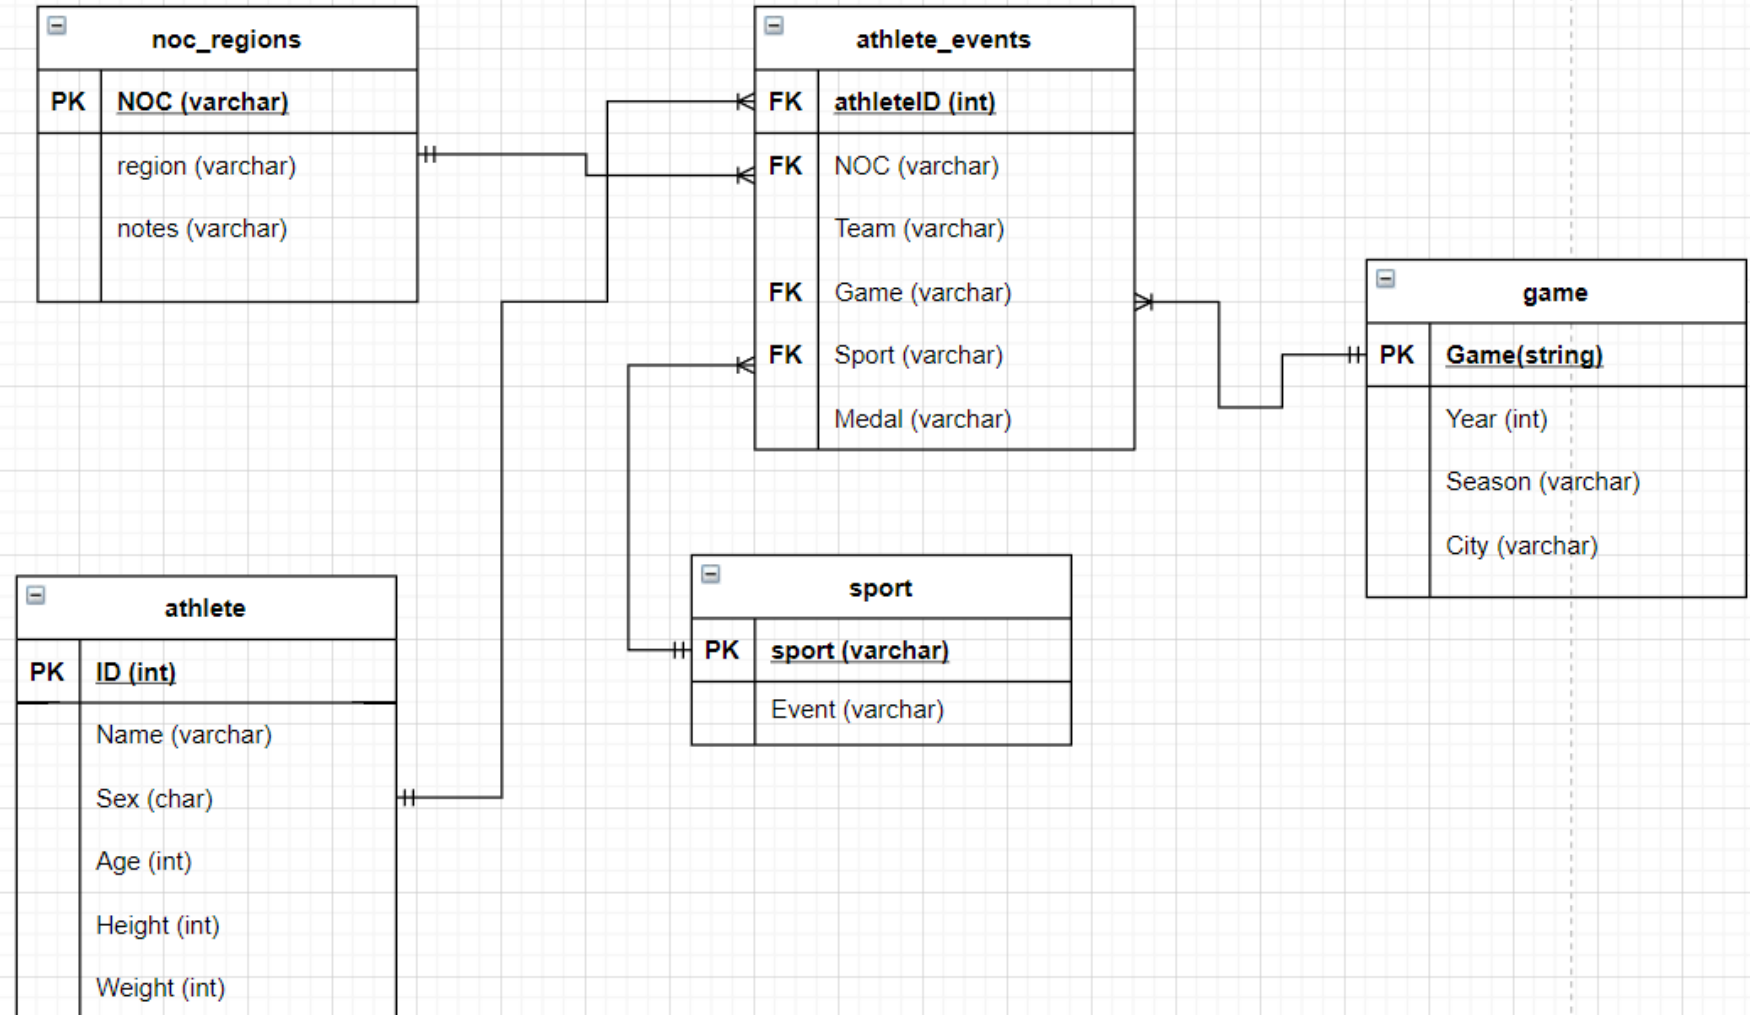 noc_regions
PK NOC (varchar)
region (varchar)
notes (varchar)
athlete_events
FK athleteID (int)
FK NOC (varchar)
Team (varchar)
FK Game (varchar)
FK Sport (varchar)
Medal (varchar)
game
PK Game(string)
Year (int)
Season (varchar)
City (varchar)
sport
PK sport (varchar)
Event (varchar)
athlete
PK ID (int)
Name (varchar)
Sex (char)
Age (int)
Height (int)
Weight (int)